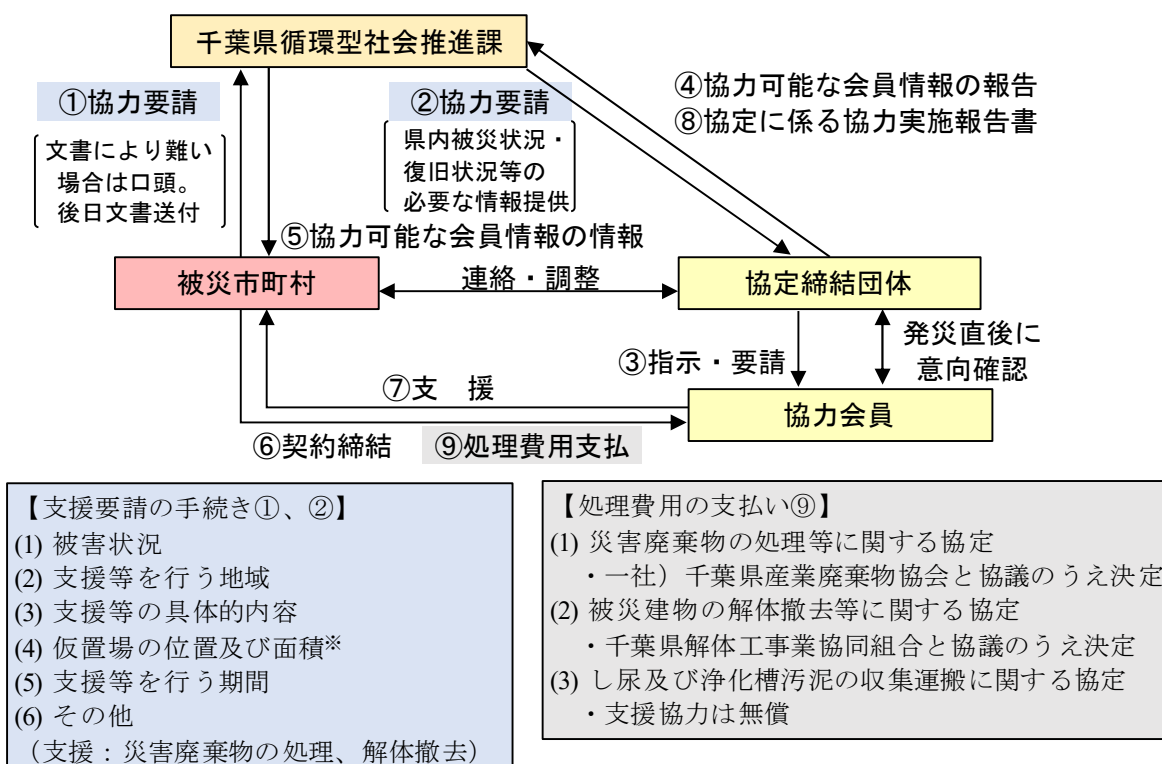 千葉県循環型社会推進課
①協力要請
文書により難い
場合は口頭。
後日文書送付
②協力要請
県内被災状況・
復旧状況等の
必要な情報提供
④協力可能な会員情報の報告
⑧協定に係る協力実施報告書
⑤協力可能な会員情報の情報
被災市町村
連絡・調整
協定締結団体
③指示・要請
発災直後に
意向確認
⑦支　援
協力会員
⑥契約締結
⑨処理費用支払
【支援要請の手続き①、②】
(1) 被害状況
(2) 支援等を行う地域
(3) 支援等の具体的内容
(4) 仮置場の位置及び面積※
(5) 支援等を行う期間
(6) その他
（支援：災害廃棄物の処理、解体撤去）
【処理費用の支払い⑨】
(1) 災害廃棄物の処理等に関する協定
・一社）千葉県産業廃棄物協会と協議のうえ決定
(2) 被災建物の解体撤去等に関する協定
・千葉県解体工事業協同組合と協議のうえ決定
(3) し尿及び浄化槽汚泥の収集運搬に関する協定
・支援協力は無償